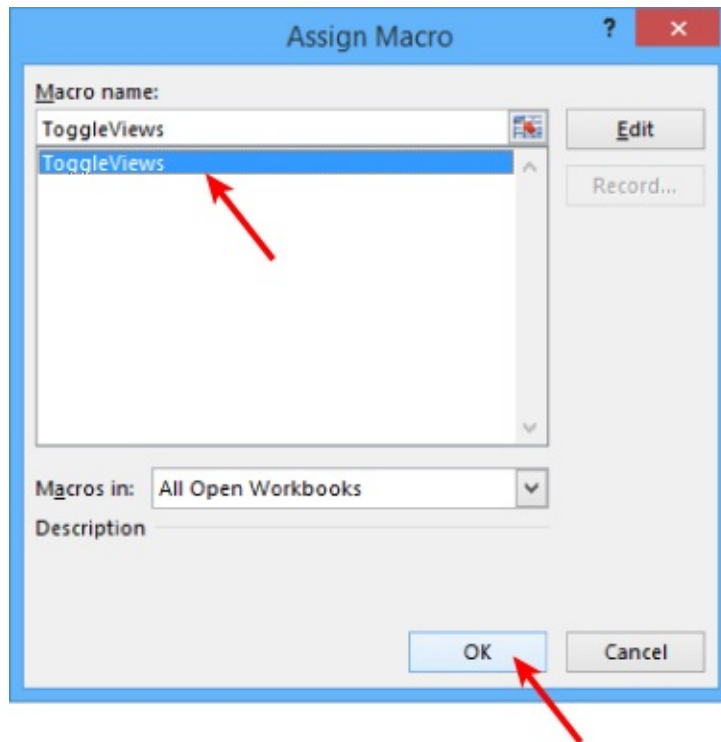 Assign Macro
?
Macro name:
ToggleViews
Edit
ToggleViews
Record...
Macros in:
All Open Workbooks
Description
OK
Cancel